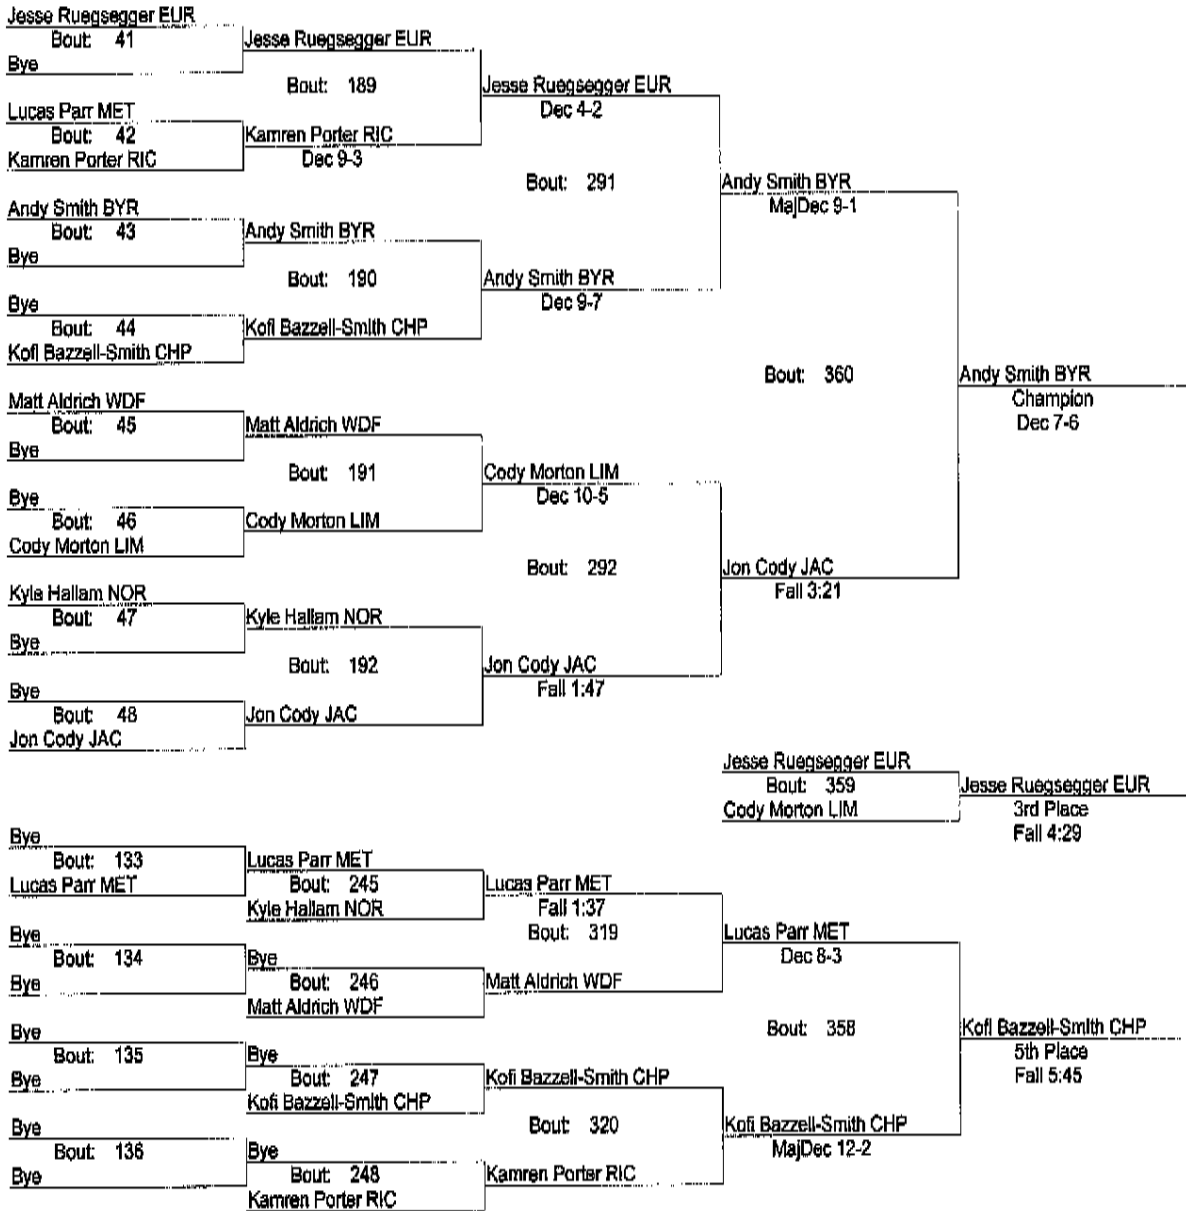 Jesse Ruegsegger EUR
Bout: 41
Bye
Jesse Ruegsegger EUR
Bout: 189
Lucas Parr MET
Bout: 42
Kamren Porter RIC
Kamren Porter RIC
Dec 9-3
Jesse Ruegsegger EUR
Dec 4-2
Bout: 291
Andy Smith BYR
Bout: 43
Bye
Andy Smith BYR
Bout: 190
Bye
Bout: 44
Kofi Bazzell-Smith CHP
Kofi Bazzell-Smith CHP
Andy Smith BYR
Dec 9-7
Andy Smith BYR
MajDec 9-1
Bout: 360
Matt Aldrich WDF
Bout: 45
Bye
Matt Aldrich WDF
Bout: 191
Bye
Bout: 46
Cody Morton LIM
Cody Morton LIM
Cody Morton LIM
Dec 10-5
Bout: 292
Kyle Hallam NOR
Bout: 47
Bye
Kyle Hallam NOR
Bout: 192
Bye
Bout: 48
Jon Cody JAC
Jon Cody JAC
Jon Cody JAC
Fall 1:47
Jon Cody JAC
Fall 3:21
Andy Smith BYR
Champion
Dec 7-6
Jesse Ruegsegger EUR
Bout: 359
Cody Morton LIM
Jesse Ruegsegger EUR
3rd Place
Fall 4:29
Bye
Bout: 133
Lucas Parr MET
Lucas Parr MET
Bout: 245
Kyle Hallam NOR
Lucas Parr MET
Fall 1:37
Bout: 319
Bye
Bout: 134
Bye
Bye
Bout: 246
Matt Aldrich WDF
Matt Aldrich WDF
Lucas Parr MET
Dec 8-3
Bout: 358
Bye
Bout: 135
Bye
Bye
Bout: 247
Kofi Bazzell-Smith CHP
Kofi Bazzell-Smith CHP
Bout: 320
Bye
Bout: 136
Bye
Bye
Bout: 248
Kamren Porter RIC
Kamren Porter RIC
Kofi Bazzell-Smith CHP
MajDec 12-2
Kofi Bazzell-Smith CHP
5th Place
Fall 5:45